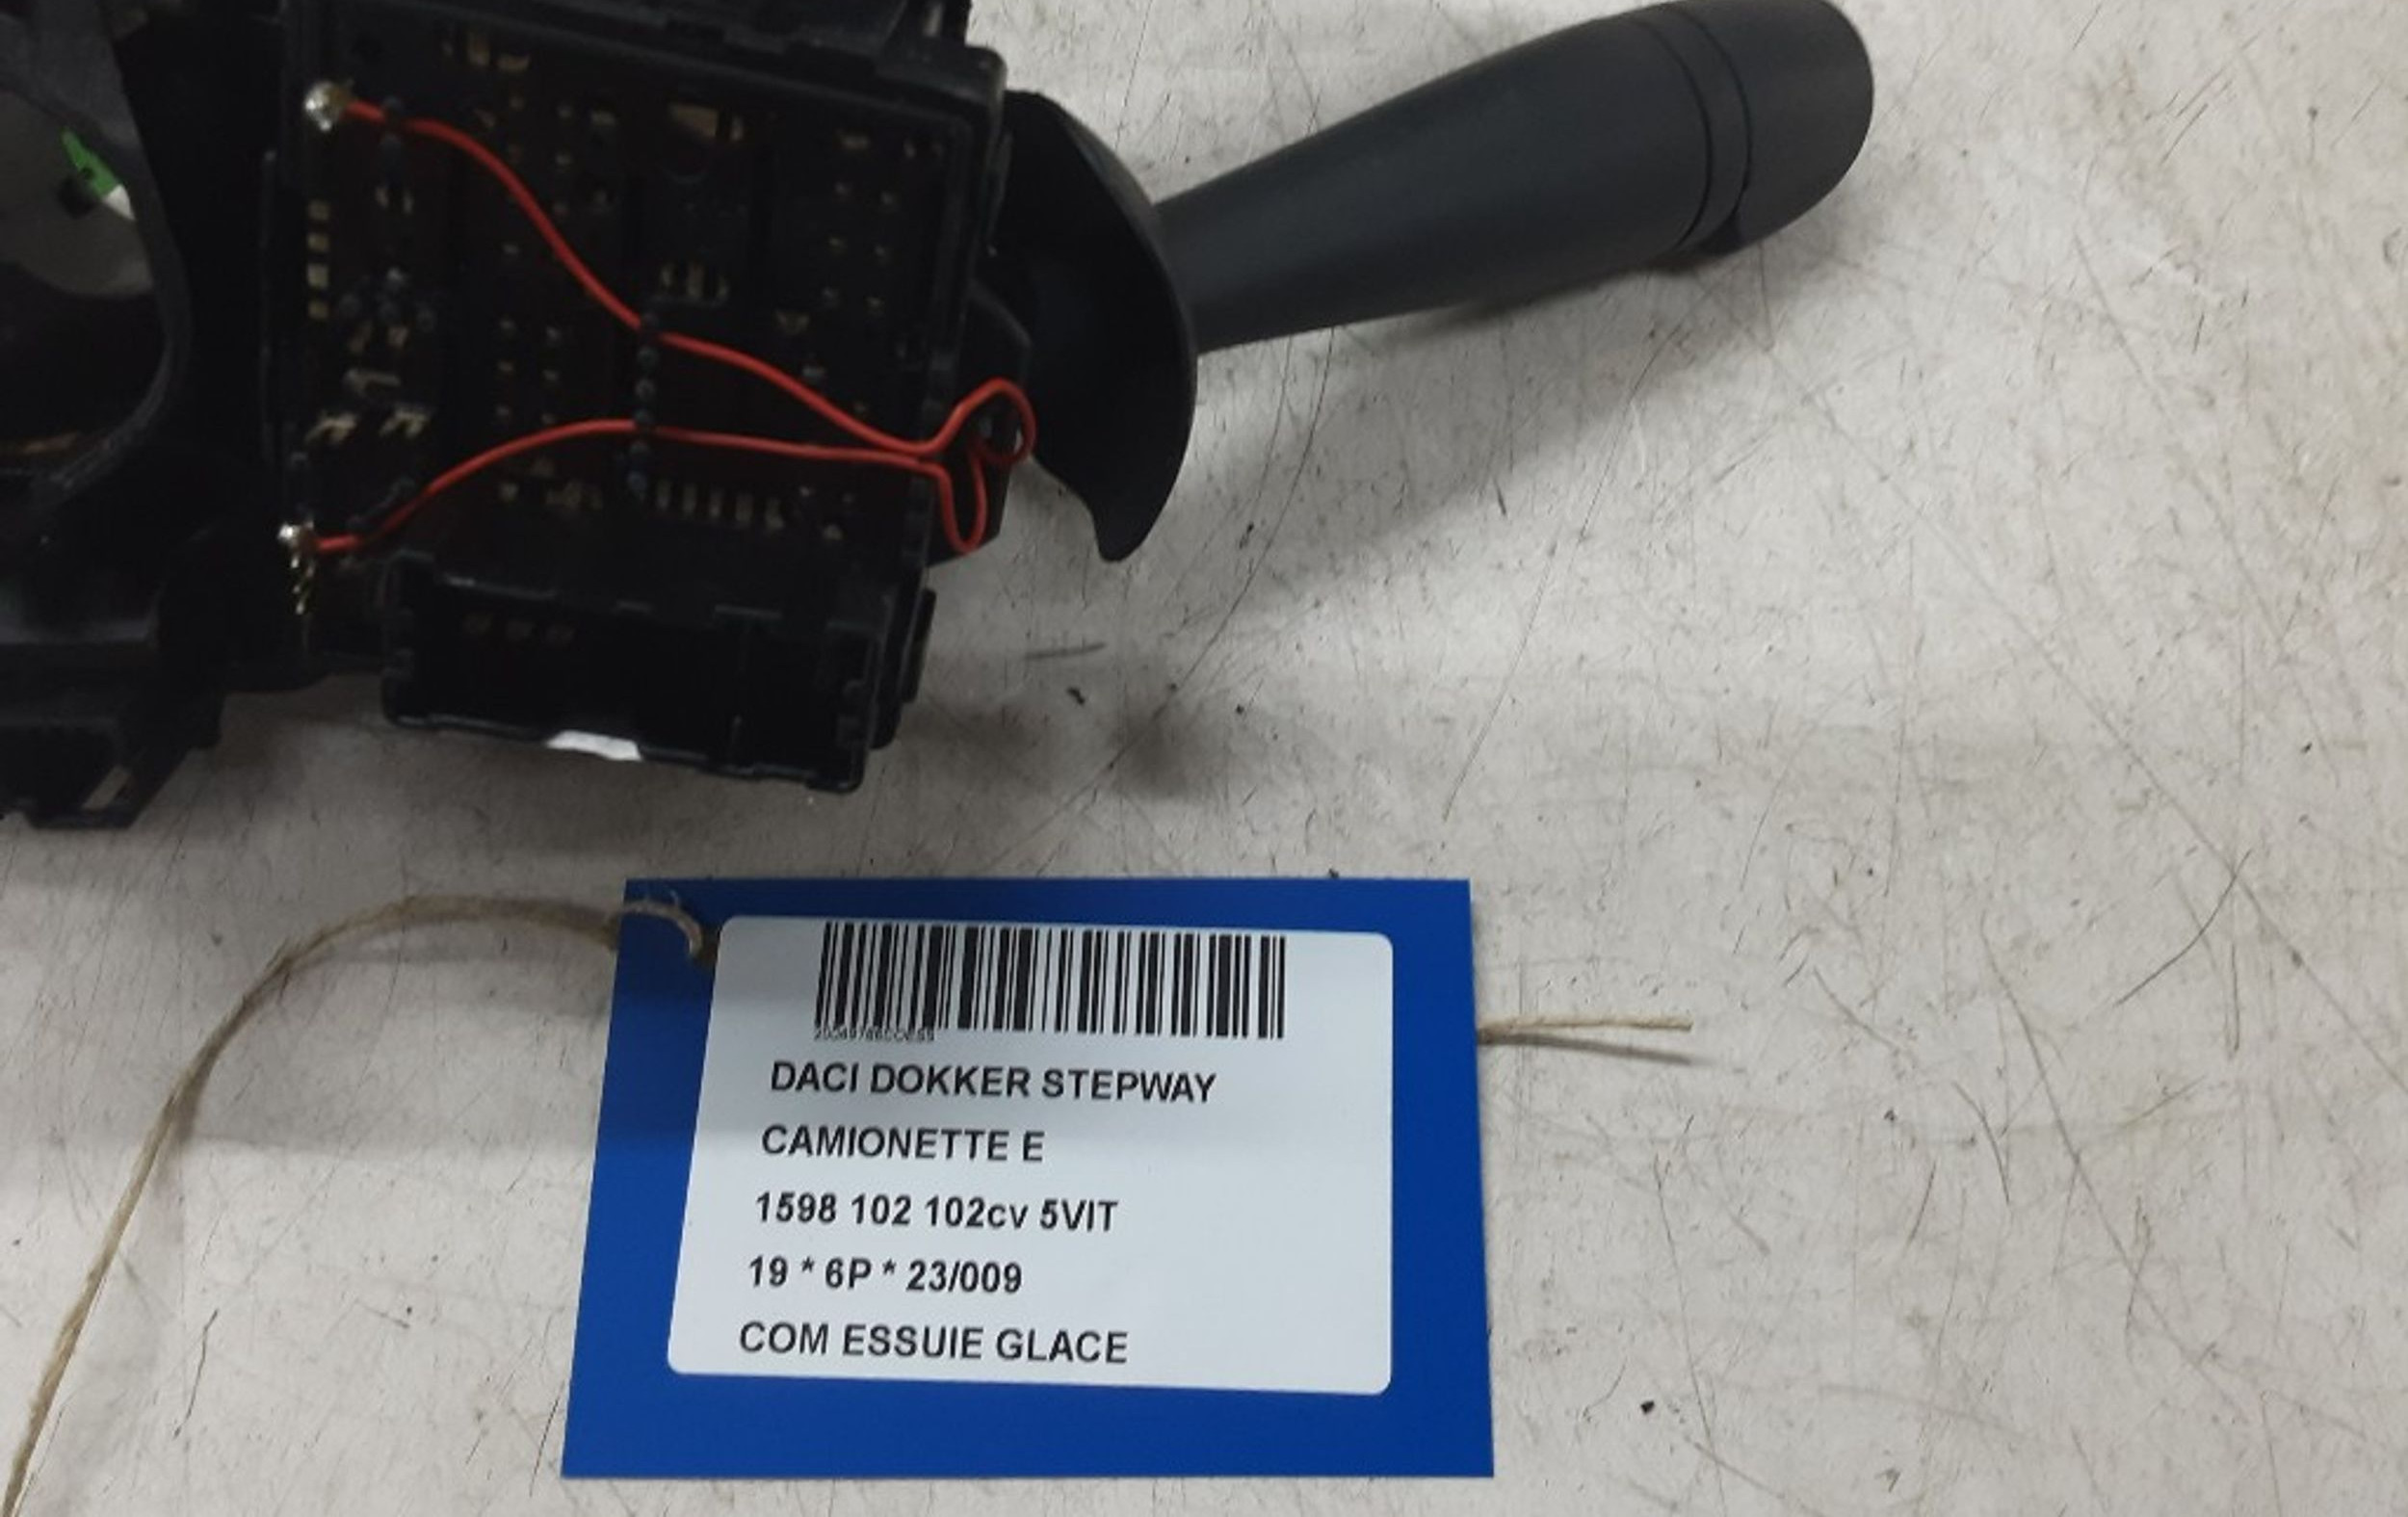 DACI DOKKER STEPWAY
CAMIONETTE E
1598 102 102cv 5VIT
19 * 6P * 23/009
COM ESSUIE GLACE